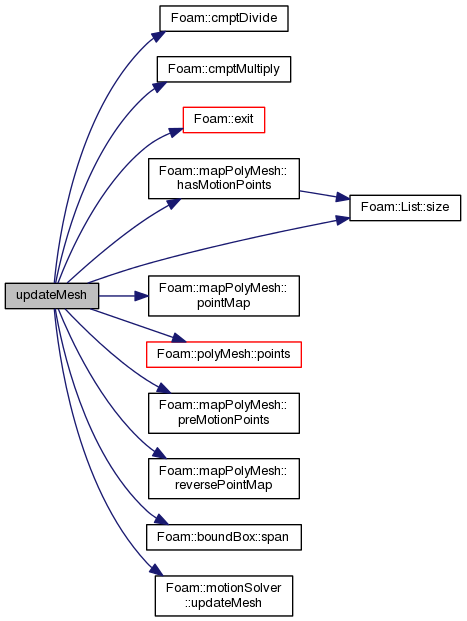 Foam::cmptDivide
Foam::cmptMultiply
Foam::exit
Foam::mapPolyMesh::
hasMotionPoints
Foam::List::size
updateMesh
Foam::mapPolyMesh::
pointMap
Foam::polyMesh::points
Foam::mapPolyMesh::
preMotionPoints
Foam::mapPolyMesh::
reversePointMap
Foam::boundBox::span
Foam::motionSolver
::updateMesh